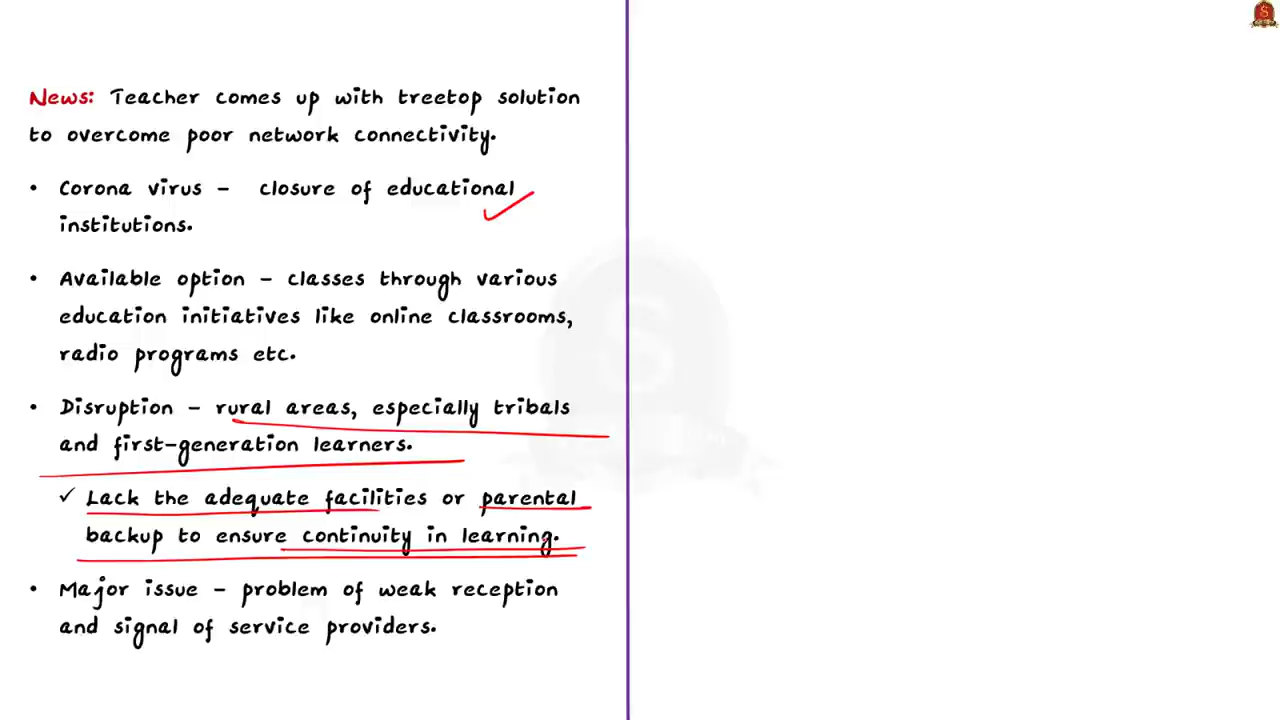 News: Teacher comes up with treetop solution
to overcome poor network connectivity.
• Corona virus – closure of educational
institutions.
• Available option – classes through various
education initiatives like online classrooms,
radio programs etc.
• Disruption – rural areas, especially tribals
and first-generation learners.
✓ Lack the adequate facilities or parental
backup to ensure continuity in learning.
• Major issue – problem of weak reception
and signal of service providers.
S